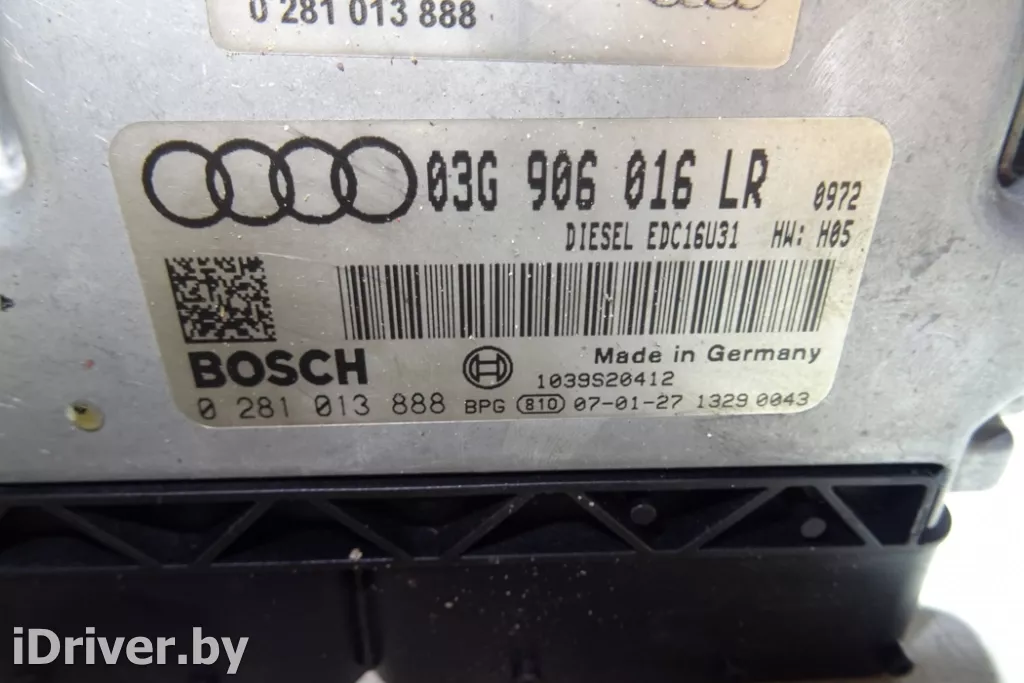 0 281 013 888
03G 906 016 LR 0972
DIESEL EDC16U31 HW: H05
BOSCH Made in Germany
1039S20412
0 281 013 888 BPG 810 07-01-27 1329 0043
iDriver.by